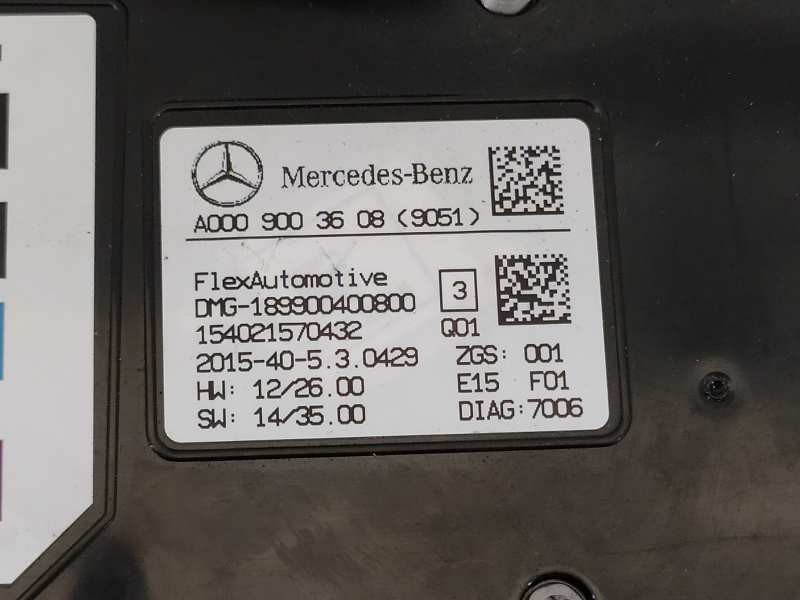 Mercedes-Benz
A000 900 36 08 (9051)
FlexAutomotive
DMG-189900400800
3
154021570432
Q01
2015-40-5.3.0429
ZGS: 001
HW: 12/26.00
E15 F01
SW: 14/35.00
DIAG:7006